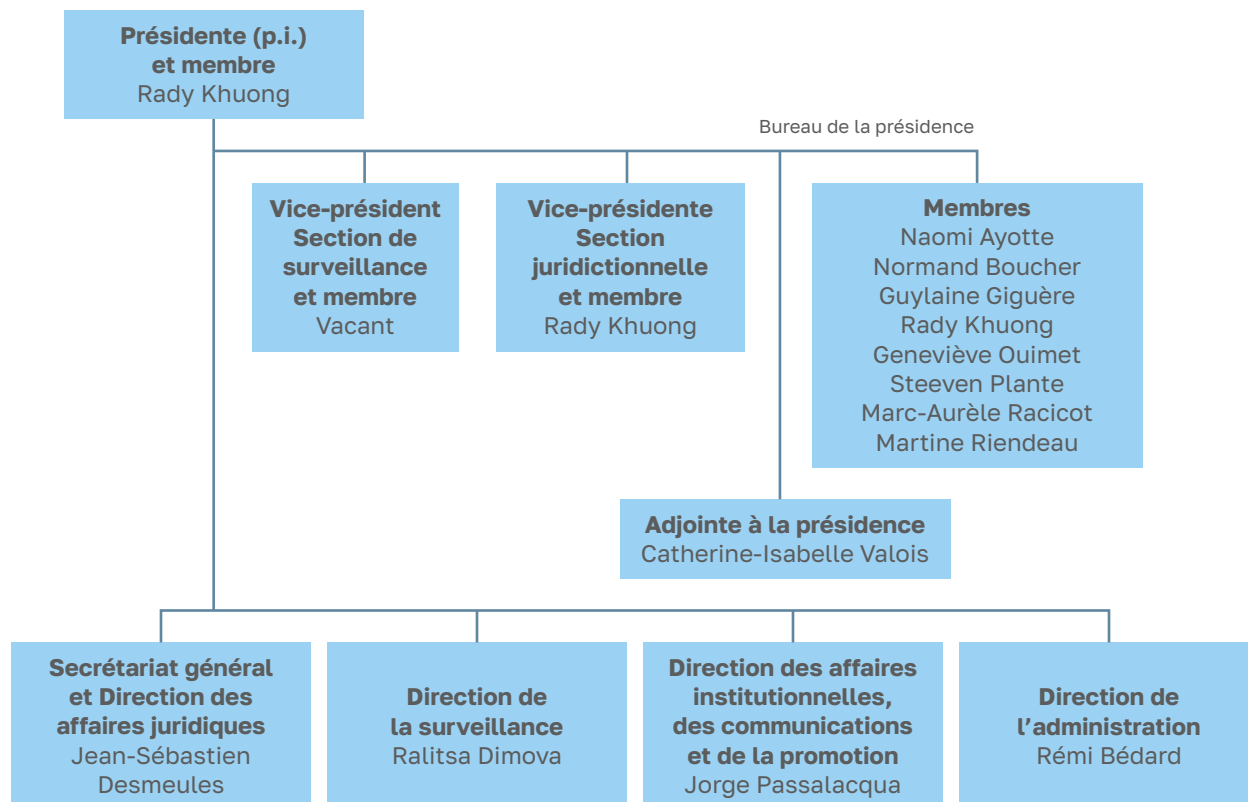 Présidente (p.i.)
et membre
Rady Khuong
Bureau de la présidence
Vice-président
Section de
surveillance
et membre
Vacant
Vice-présidente
Section
juridictionnelle
et membre
Rady Khuong
Membres
Naomi Ayotte
Normand Boucher
Guylaine Giguère
Rady Khuong
Geneviève Ouimet
Steeven Plante
Marc-Aurèle Racicot
Martine Riendeau
Adjointe à la présidence
Catherine-Isabelle Valois
Secrétariat général
et Direction des
affaires juridiques
Jean-Sébastien
Desmeules
Direction de
la surveillance
Ralitsa Dimova
Direction des affaires
institutionnelles,
des communications
et de la promotion
Jorge Passalacqua
Direction de
l’administration
Rémi Bédard